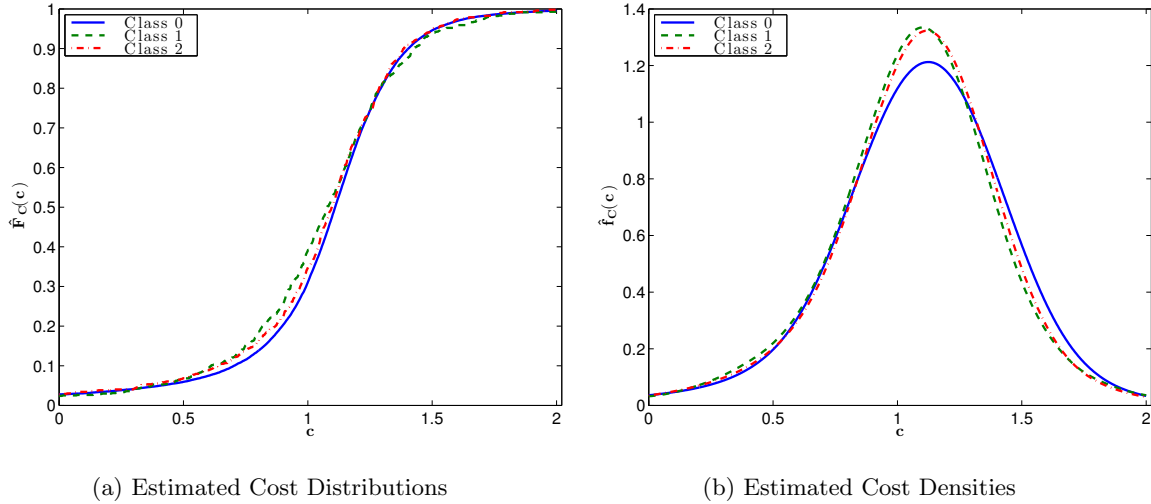 1
0.9
0.8
0.7
0.6
0.5
0.4
0.3
0.2
0.1
0
0 0.5 1 1.5 2
c
F̂C(c)
Class 0
Class 1
Class 2
(a) Estimated Cost Distributions
1.4
1.2
1
0.8
0.6
0.4
0.2
0
0 0.5 1 1.5 2
c
f̂C(c)
Class 0
Class 1
Class 2
(b) Estimated Cost Densities